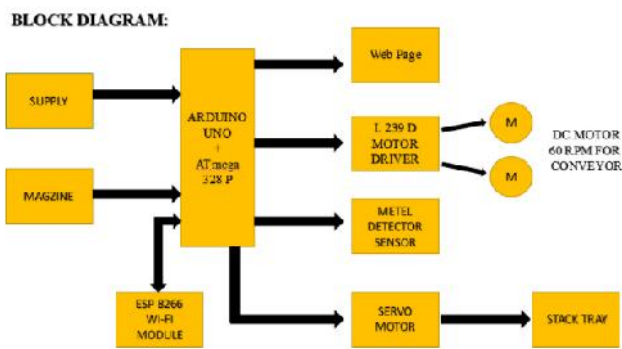 BLOCK DIAGRAM:
SUPPLY
MAGZINE
ARDUINO
UNO
+
ATmega
328 P
ESP 8266
WI-FI
MODULE
Web Page
L 239 D
MOTOR
DRIVER
M
M
DC MOTOR
60 RPM FOR
CONVEYOR
METEL
DETECTOR
SENSOR
SERVO
MOTOR
STACK TRAY